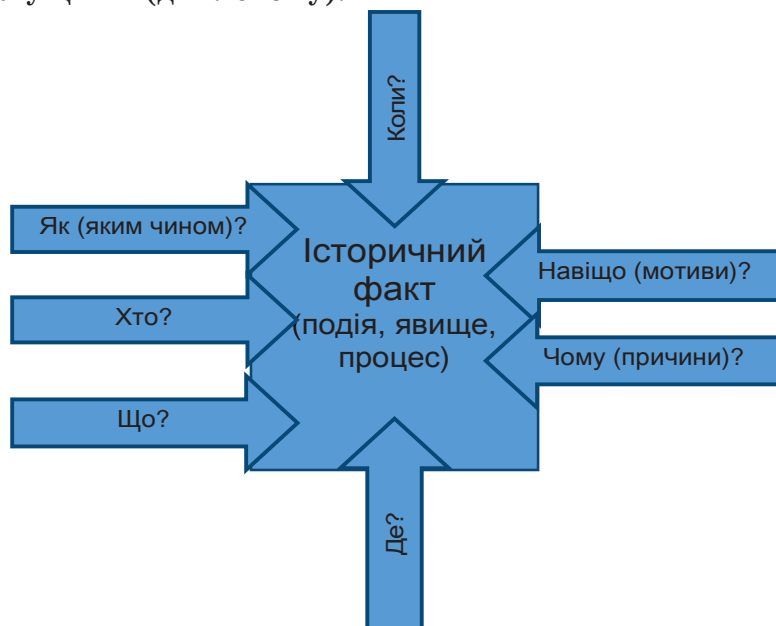 Коли?
Як (яким чином)?
Хто?
Що?
Історичний
факт
(подія, явище,
процес)
Навіщо (мотиви)?
Чому (причини)?
Де?